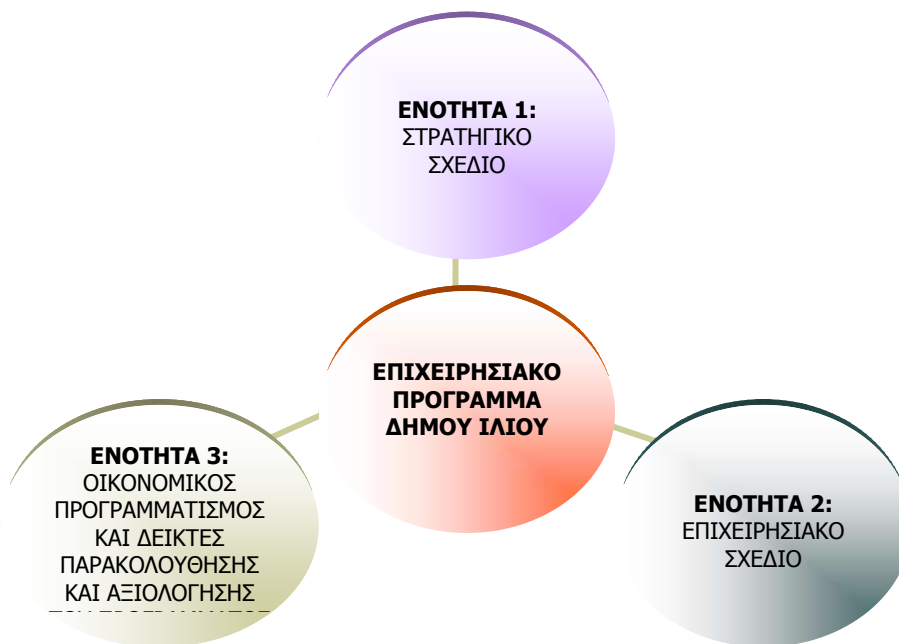 ΕΝΟΤΗΤΑ 1:
ΣΤΡΑΤΗΓΙΚΟ
ΣΧΕΔΙΟ
ΕΠΙΧΕΙΡΗΣΙΑΚΟ
ΠΡΟΓΡΑΜΜΑ
ΔΗΜΟΥ ΙΛΙΟΥ
ΕΝΟΤΗΤΑ 3:
ΟΙΚΟΝΟΜΙΚΟΣ
ΠΡΟΓΡΑΜΜΑΤΙΣΜΟΣ
ΚΑΙ ΔΕΙΚΤΕΣ
ΠΑΡΑΚΟΛΟΥΘΗΣΗΣ
ΚΑΙ ΑΞΙΟΛΟΓΗΣΗΣ
ΕΝΟΤΗΤΑ 2:
ΕΠΙΧΕΙΡΗΣΙΑΚΟ
ΣΧΕΔΙΟ